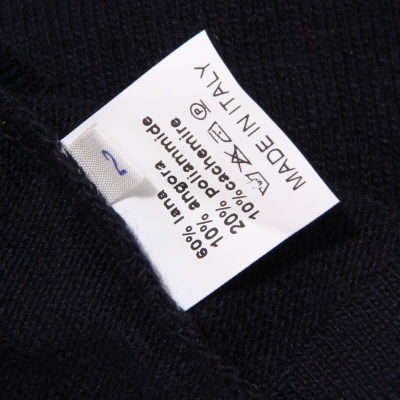 60% lana
10% angora
20% poliammide
10% cachemire
P
MADE IN ITALY
2